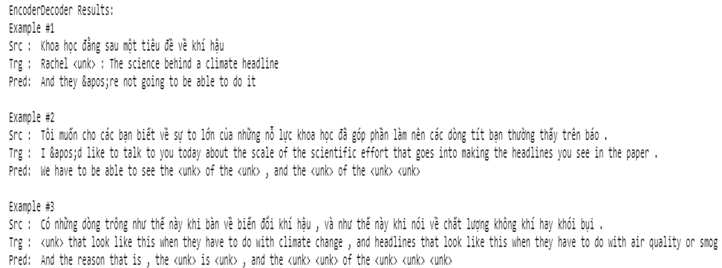 EncoderDecoder Results:
Example #1
Src :  Khoa học đằng sau một tiêu đề về khí hậu
Trg :  Rachel <unk> : The science behind a climate headline
Pred:  And they &apos;re not going to be able to do it
Example #2
Src :  Tôi muốn cho các bạn biết về sự to lớn của những nỗ lực khoa học đã góp phần làm nên các dòng tít bạn thường thấy trên báo .
Trg :  I &apos;d like to talk to you today about the scale of the scientific effort that goes into making the headlines you see in the paper .
Pred:  We have to be able to see the <unk> of the <unk> , and the <unk> of the <unk> <unk>
Example #3
Src :  Có những dòng trông như thế này khi bàn về biến đổi khí hậu , và như thế này khi nói về chất lượng không khí hay khói bụi .
Trg :  <unk> that look like this when they have to do with climate change , and headlines that look like this when they have to do with air quality or smog
Pred:  And the reason that is , the <unk> is <unk> , and the <unk> <unk> of the <unk> <unk> <unk>